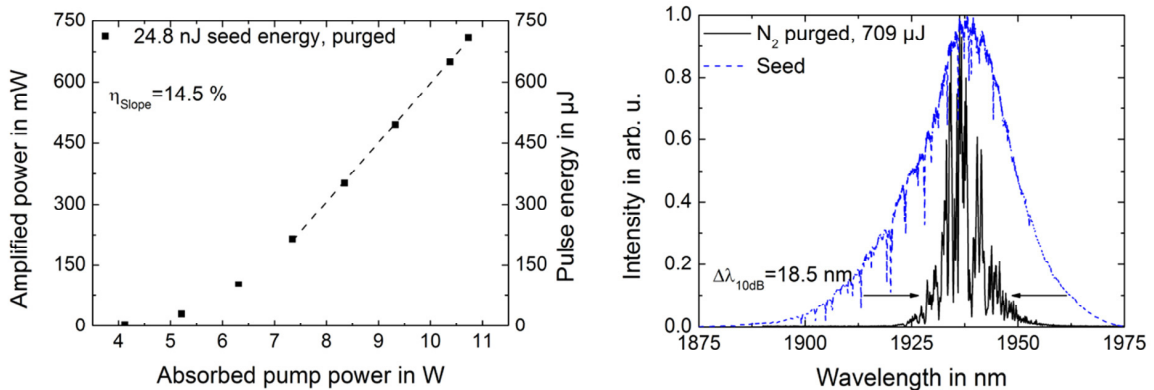 24.8 nJ seed energy, purged
ηSlope=14.5 %
Amplified power in mW
750
600
450
300
150
0
4 5 6 7 8 9 10 11
Absorbed pump power in W
750
600
450
300
150
0
Pulse energy in µJ
N2 purged, 709 µJ
Seed
Δλ10dB=18.5 nm
Intensity in arb. u.
1.0
0.8
0.6
0.4
0.2
0.0
1875 1900 1925 1950 1975
Wavelength in nm